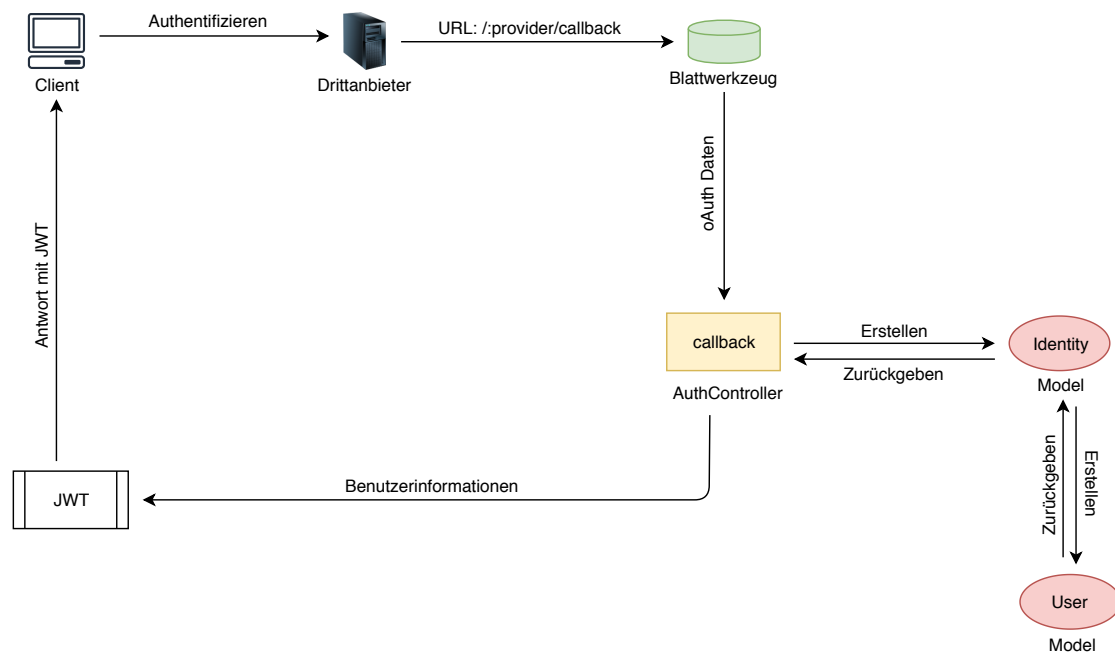 Authentifizieren
URL: /:provider/callback
Client
Drittanbieter
Blattwerkzeug
oAuth Daten
Antwort mit JWT
callback
Erstellen
Identity
Zurückgeben
Model
AuthController
Zurückgeben
Erstellen
Benutzerinformationen
JWT
User
Model